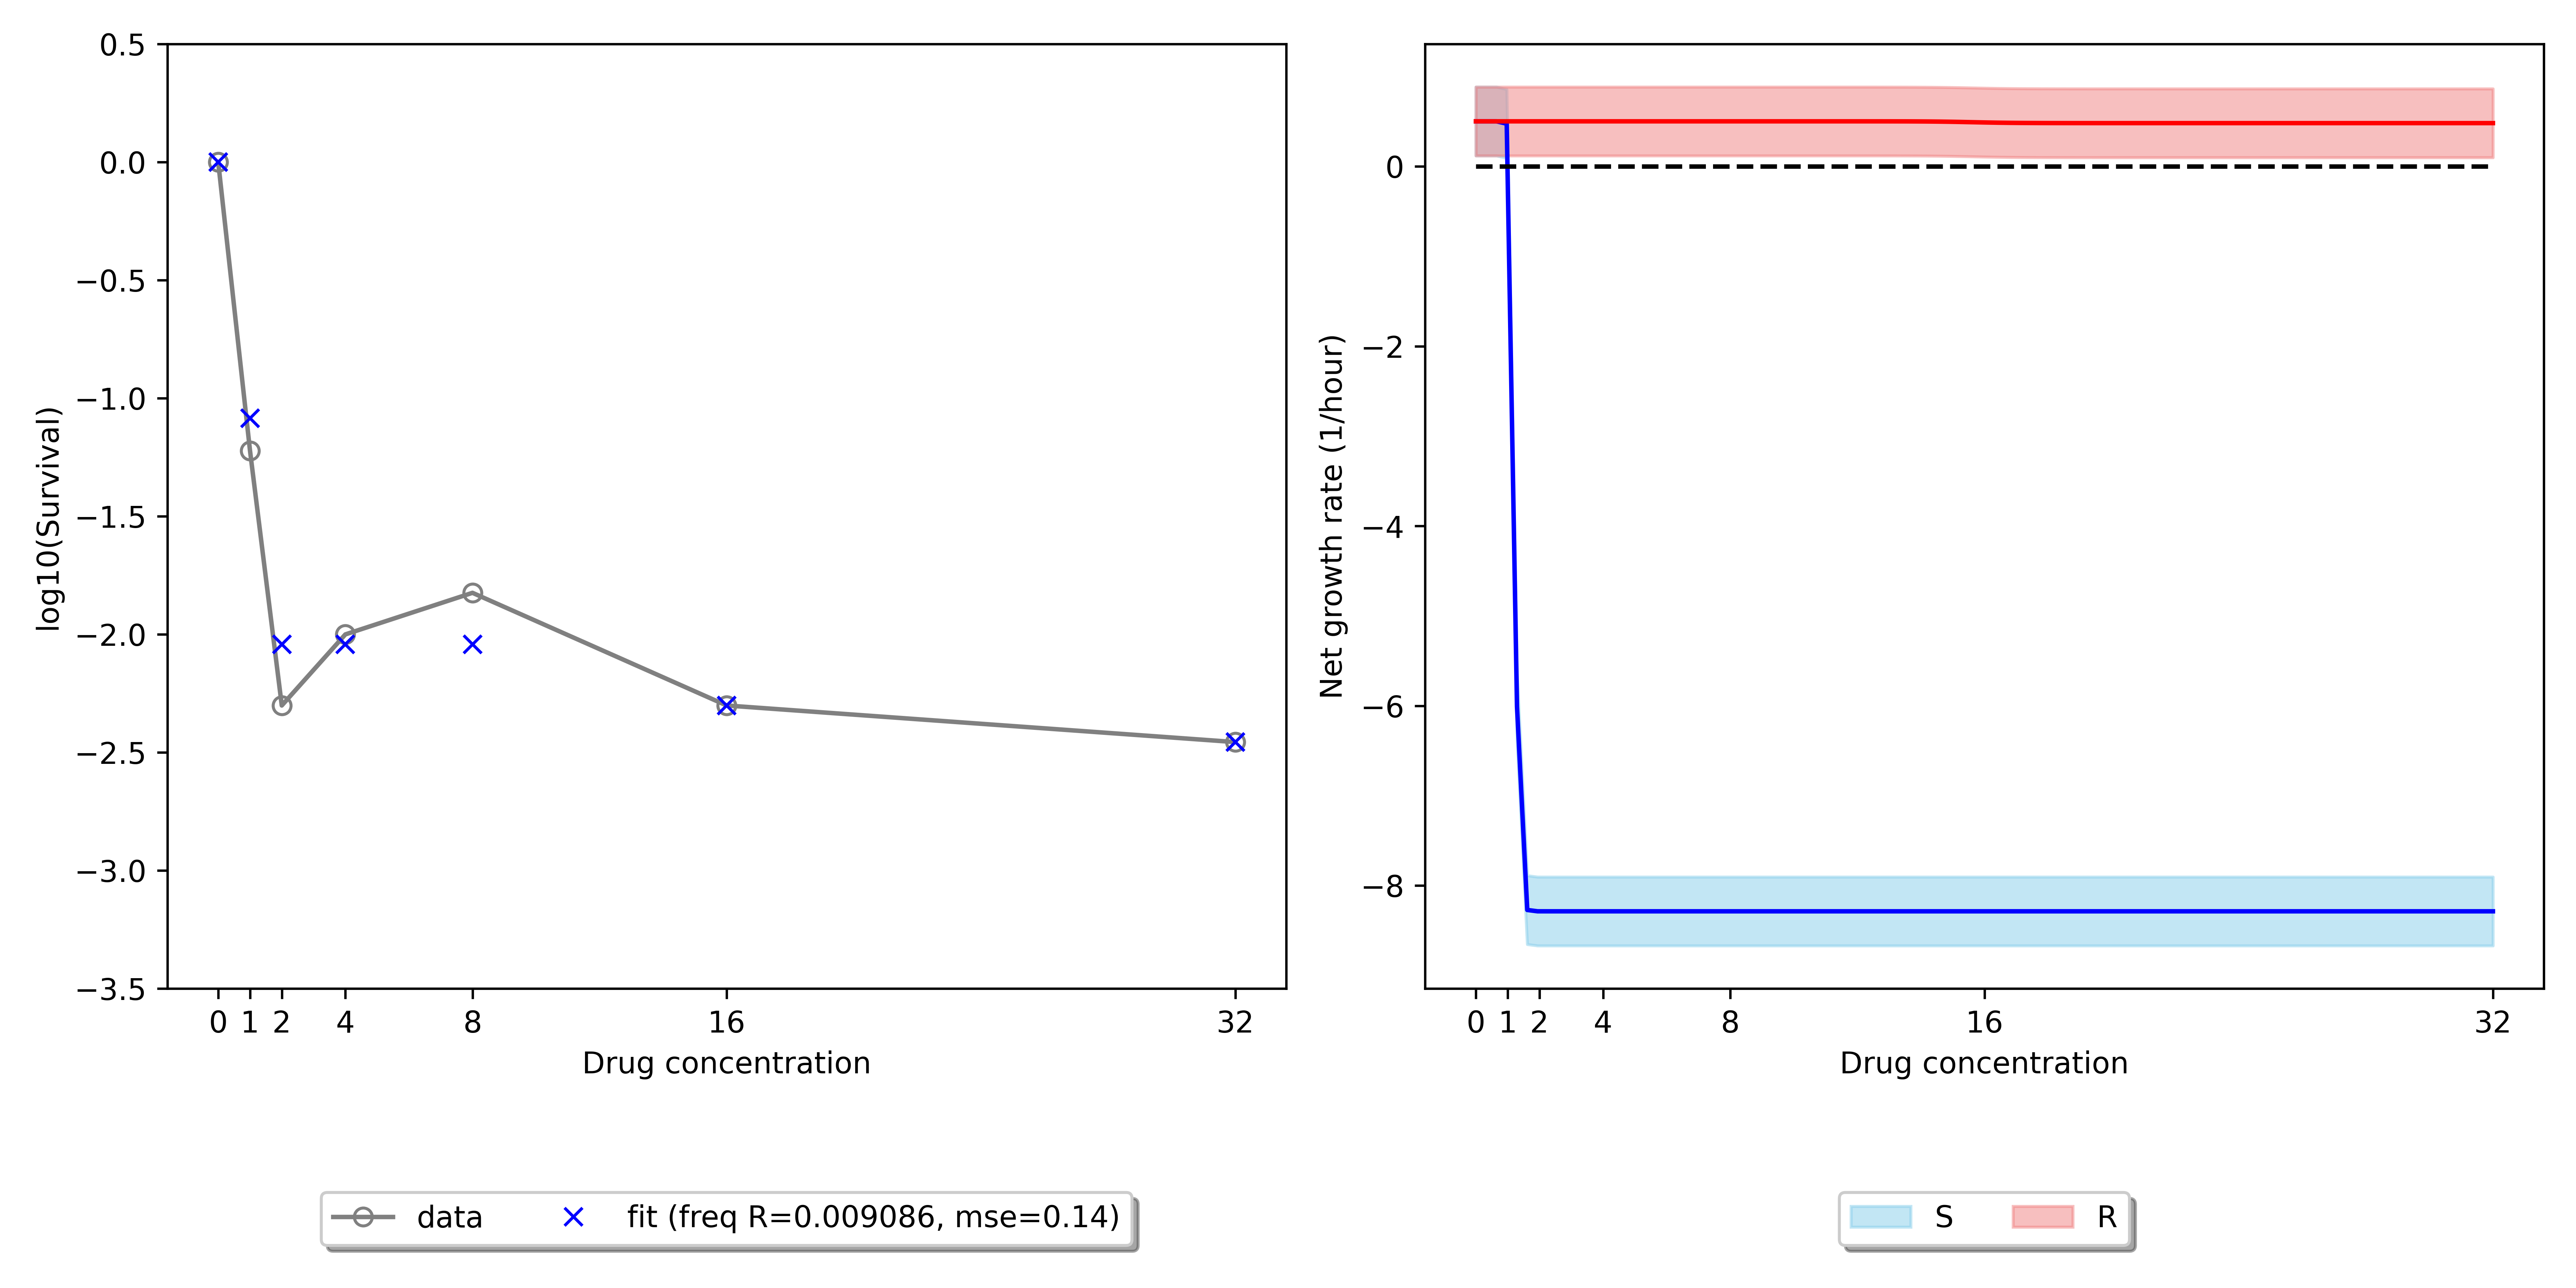 0.5
0.0
−0.5
−1.0
−1.5
−2.0
−2.5
−3.0
−3.5
log10(Survival)
0 1 2 4 8 16 32
Drug concentration
data fit (freq R=0.009086, mse=0.14)
0
−2
−4
−6
−8
Net growth rate (1/hour)
0 1 2 4 8 16 32
Drug concentration
S R